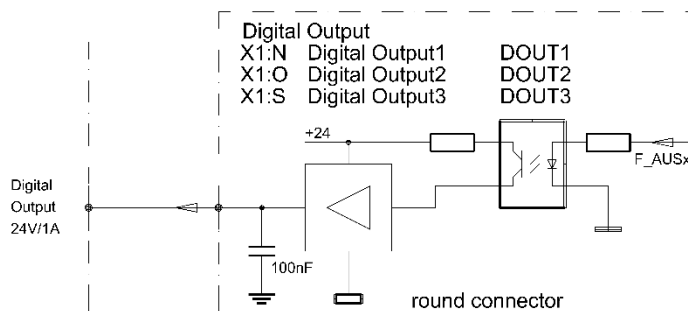 Digital Output
X1:N Digital Output1 DOUT1
X1:O Digital Output2 DOUT2
X1:S Digital Output3 DOUT3
+24
F_AUSx
Digital
Output
24V/1A
100nF
round connector